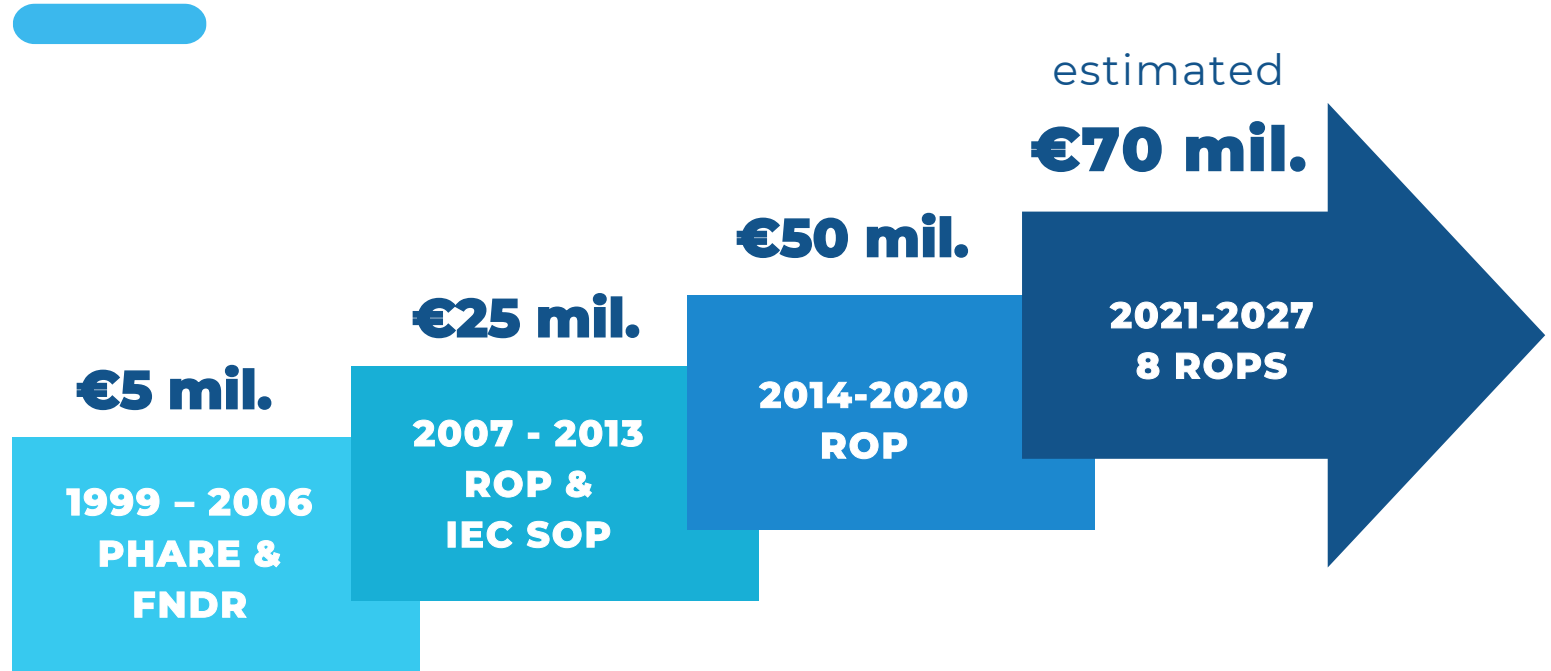 estimated
€70 mil.
€50 mil.
€25 mil.
€5 mil.
1999 – 2006
PHARE &
FNDR
2007 - 2013
ROP &
IEC SOP
2014-2020
ROP
2021-2027
8 ROPS